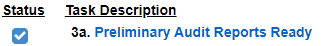 Status Task Description
3a. Preliminary Audit Reports Ready